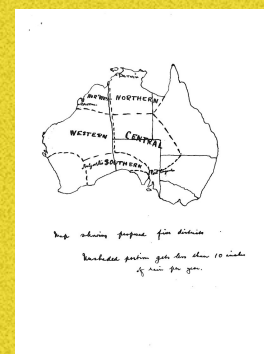 Darwin
NORTHERN
WESTERN
CENTRAL
SOUTHERN
Map showing proposed five districts
Unshaded portion gets less than 10 inches
of rain per year.